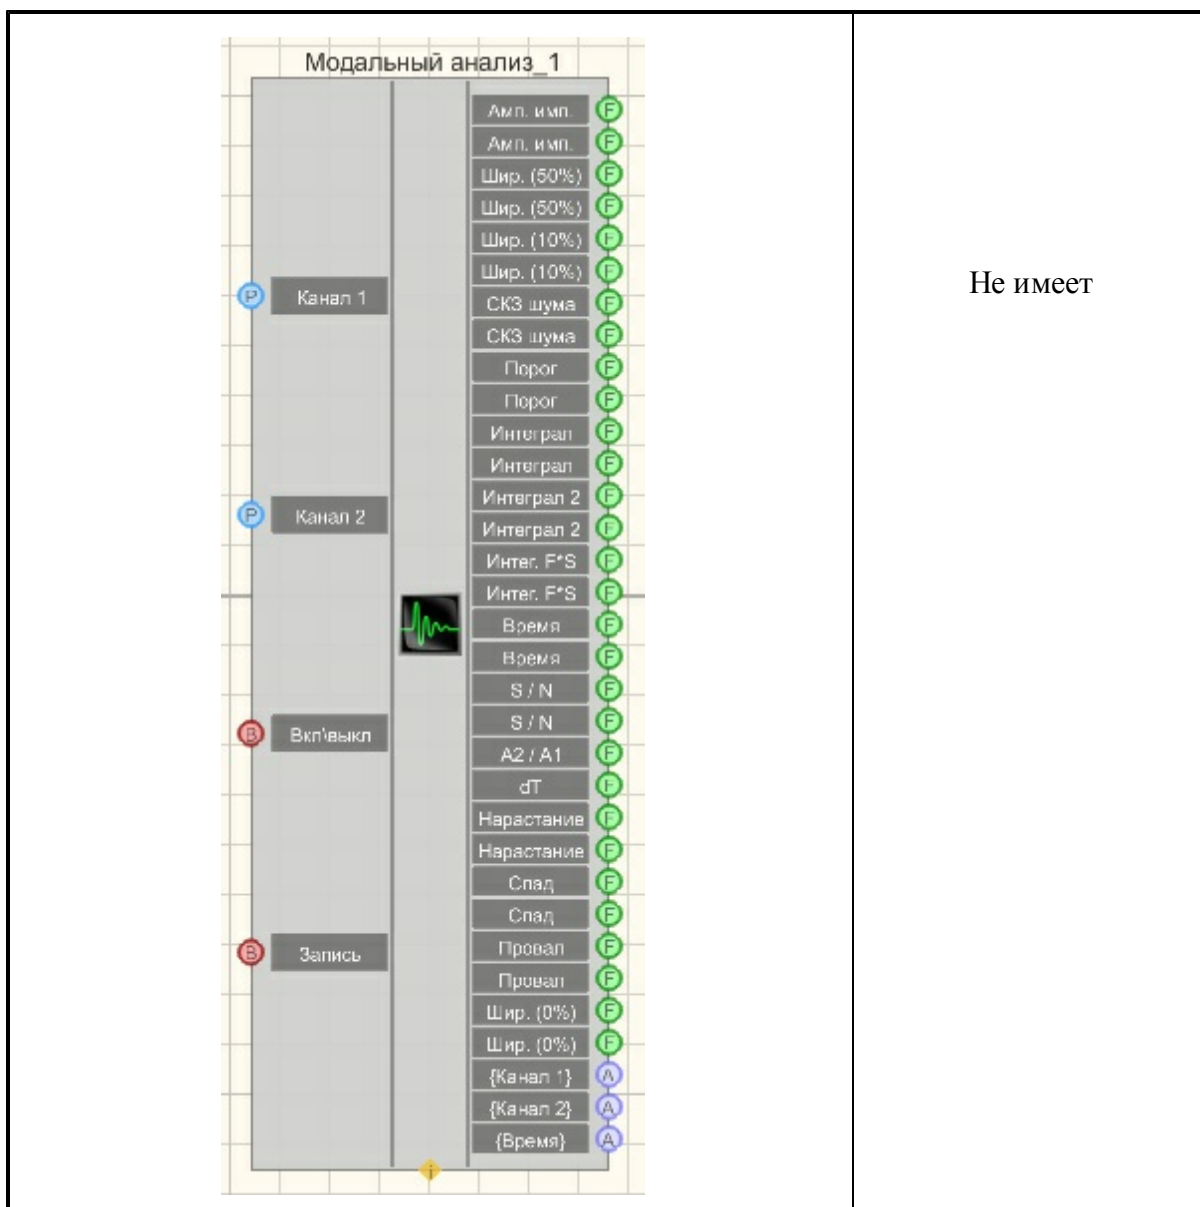 Модальный анализ_1
Амп. имп.
F
Амп. имп.
F
Шир. (50%)
F
Шир. (50%)
F
Шир. (10%)
F
Шир. (10%)
F
P
Канал 1
СКЗ шума
F
СКЗ шума
F
Порог
F
Порог
F
Интеграл
F
Интеграл
F
Интеграл 2
F
P
Канал 2
Интеграл 2
F
Интег. F*S
F
Интег. F*S
F
Время
F
Время
F
S / N
F
S / N
F
B
Вкл\выкл
A2 / A1
F
dT
F
Нарастание
F
Нарастание
F
Спад
F
Спад
F
B
Запись
Провал
F
Провал
F
Шир. (0%)
F
Шир. (0%)
F
{Канал 1}
A
{Канал 2}
A
{Время}
A
i
Не имеет